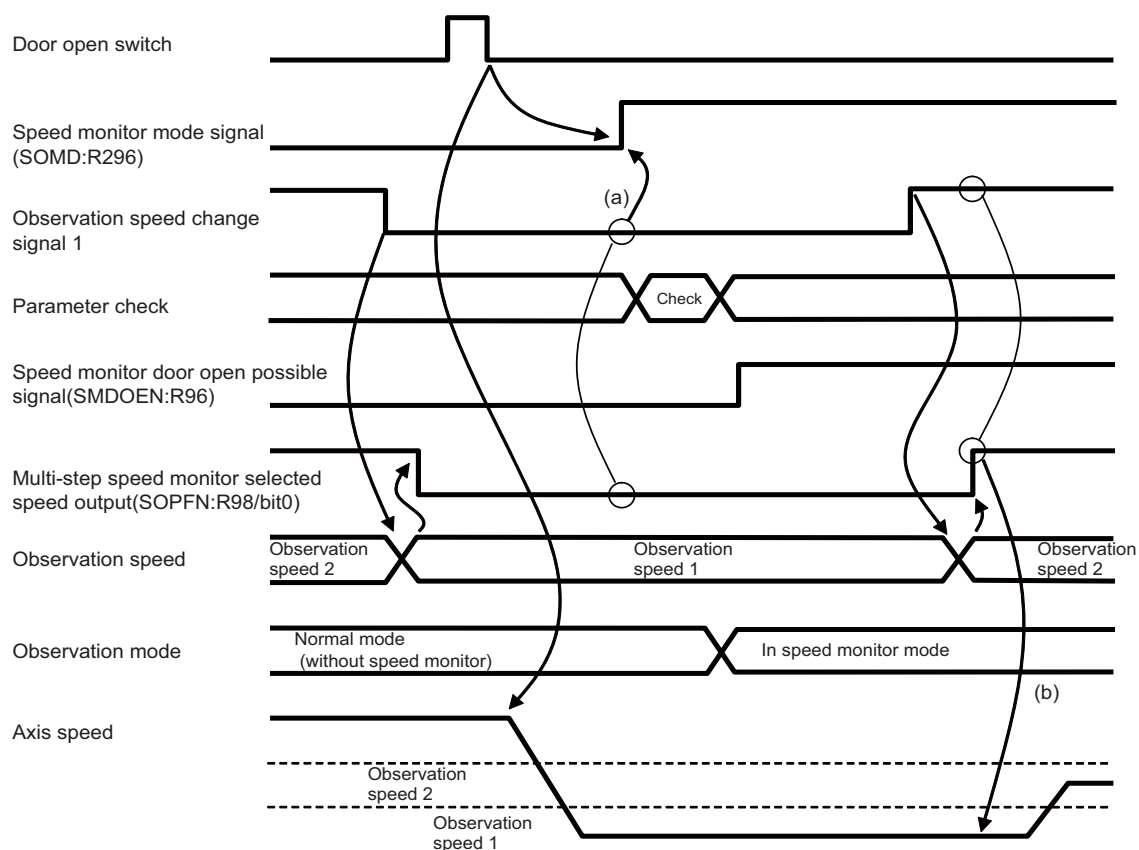 Door open switch
Speed monitor mode signal
(SOMD:R296)
(a)
Observation speed change
signal 1
Parameter check
Check
Speed monitor door open possible
signal(SMDOEN:R96)
Multi-step speed monitor selected
speed output(SOPFN:R98/bit0)
Observation speed
Observation
speed 2
Observation
speed 1
Observation
speed 2
Observation mode
Normal mode
(without speed monitor)
In speed monitor mode
(b)
Axis speed
Observation
speed 2
Observation
speed 1